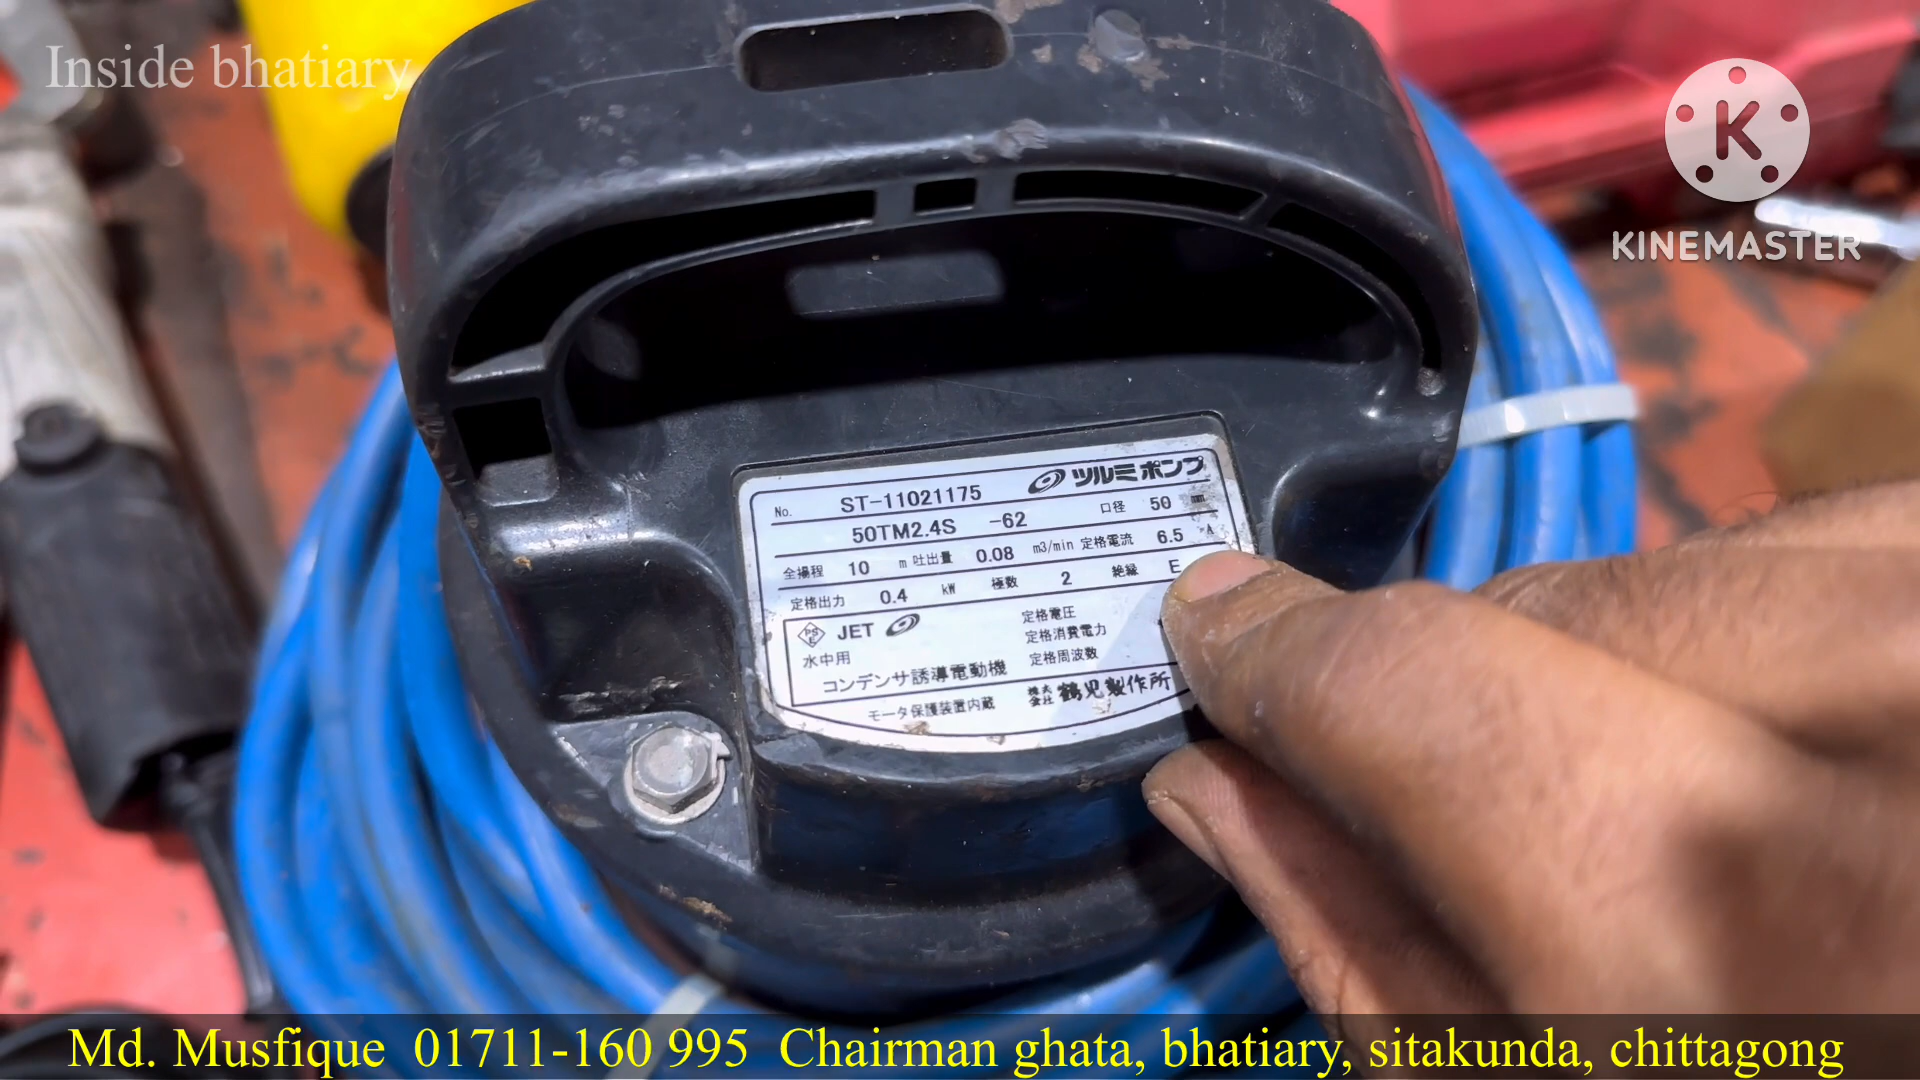 Inside bhatiary
K
KINEMASTER
No. ST-11021175 ツルミポンプ
50TM2.4S -62 口径 50 mm
全揚程 10 m 吐出量 0.08 m3/min 定格電流 6.5 A
定格出力 0.4 kW 極数 2 絶縁 E
PS E JET 定格電圧
水中用 定格消費電力
定格周波数
コンデンサ誘導電動機
モータ保護装置内蔵 株式会社 鶴見製作所
Md. Musfique 01711-160 995 Chairman ghata, bhatiary, sitakunda, chittagong